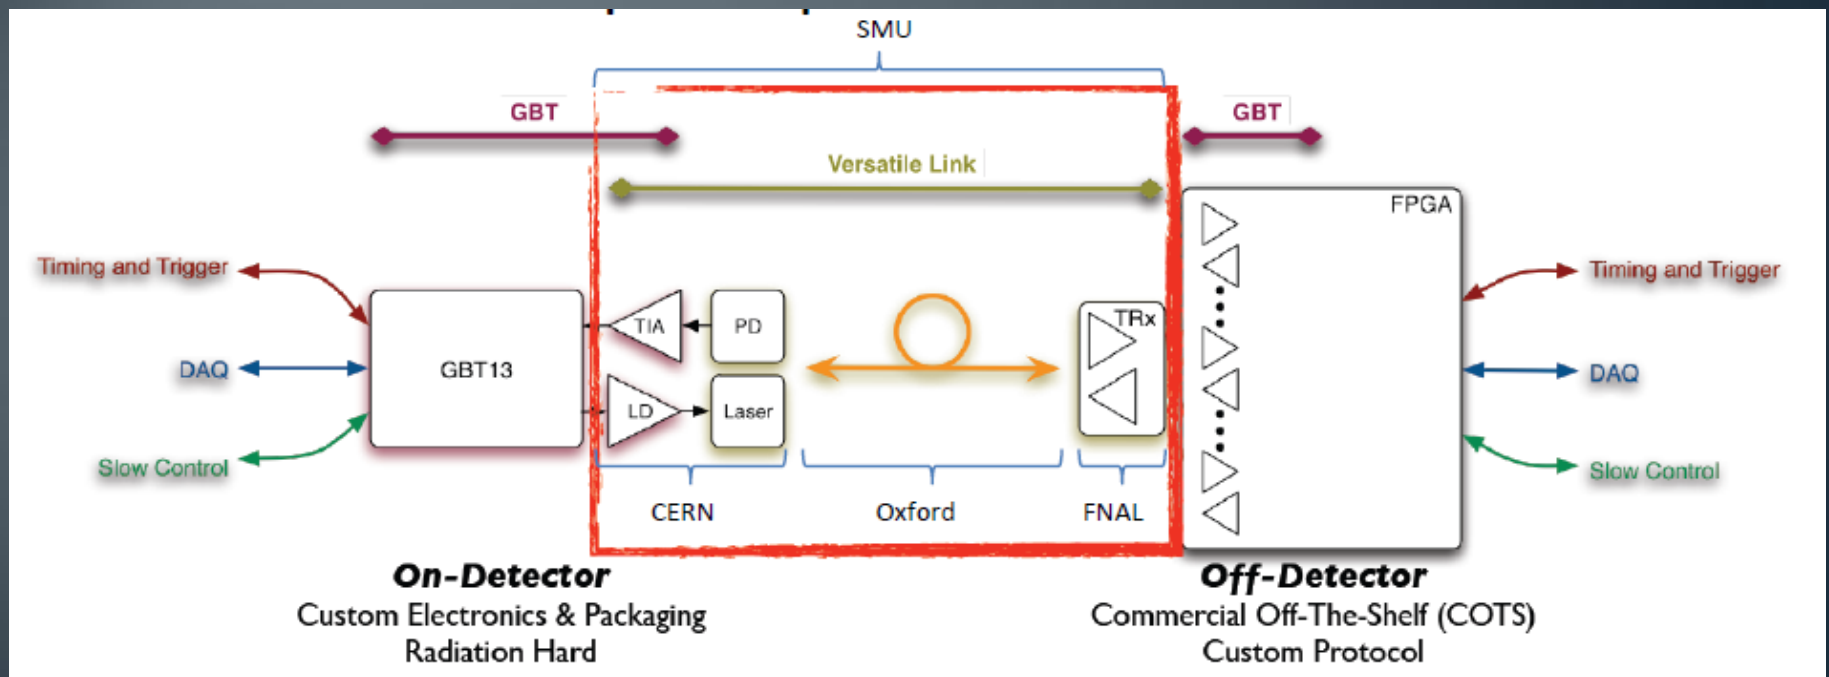 SMU
GBT
GBT
Versatile Link
FPGA
Timing and Trigger
Timing and Trigger
TIA
PD
TRx
DAQ
GBT13
DAQ
LD
Laser
Slow Control
Slow Control
CERN
Oxford
FNAL
On-Detector
Off-Detector
Custom Electronics & Packaging
Commercial Off-The-Shelf (COTS)
Radiation Hard
Custom Protocol